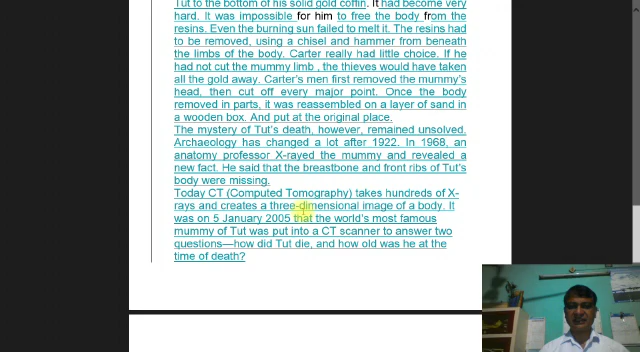 Tut to the bottom of his solid gold coffin. It had become very
hard. It was impossible for him to free the body from the
resins. Even the burning sun failed to melt it. The resins had
to be removed, using a chisel and hammer from beneath
the limbs of the body. Carter really had little choice. If he
had not cut the mummy limb , the thieves would have taken
all the gold away. Carter's men first removed the mummy's
head, then cut off every major point. Once the body
removed in parts, it was reassembled on a layer of sand in
a wooden box. And put at the original place.
The mystery of Tut's death, however, remained unsolved.
Archaeology has changed a lot after 1922. In 1968, an
anatomy professor X-rayed the mummy and revealed a
new fact. He said that the breastbone and front ribs of Tut's
body were missing.
Today CT (Computed Tomography) takes hundreds of X-
rays and creates a three-dimensional image of a body. It
was on 5 January 2005 that the world's most famous
mummy of Tut was put into a CT scanner to answer two
questions—how did Tut die, and how old was he at the
time of death?